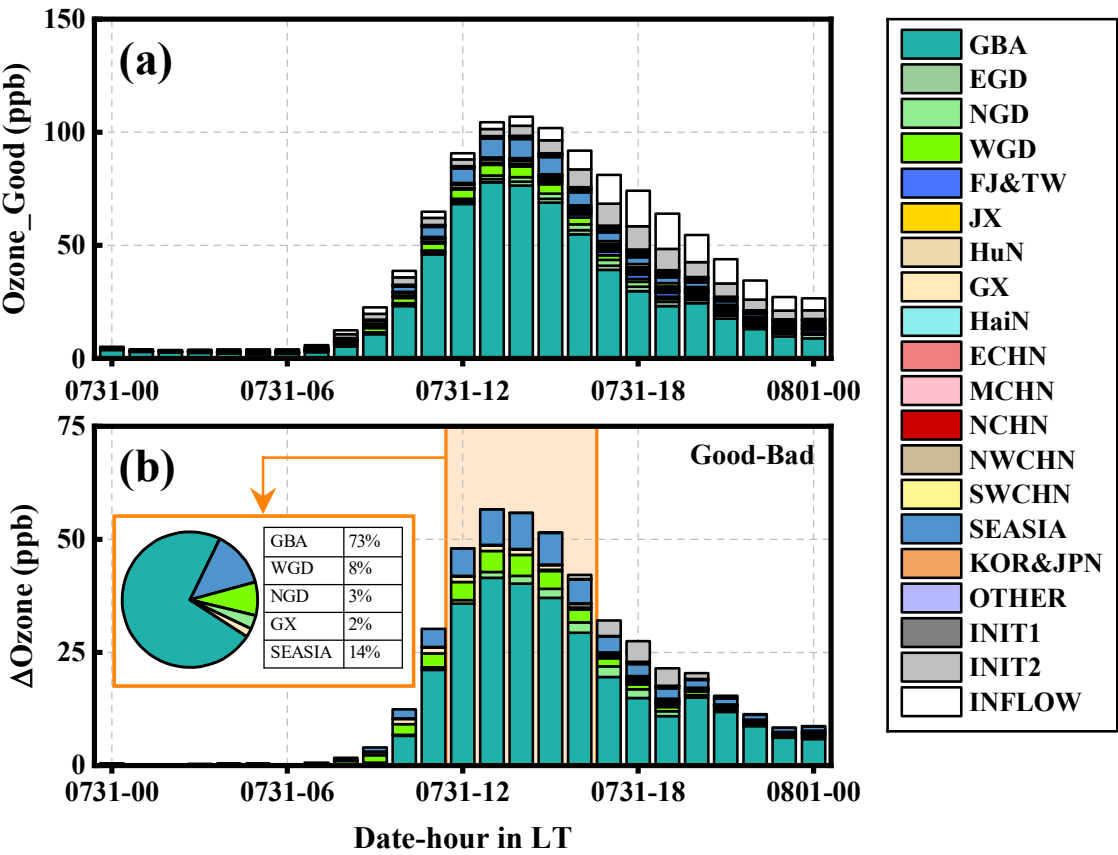 150
100
50
0
Ozone_Good (ppb)
(a)
0731-00 0731-06 0731-12 0731-18 0801-00
75
50
25
0
ΔOzone (ppb)
(b)
Good-Bad
GBA 73%
WGD 8%
NGD 3%
GX 2%
SEASIA 14%
0731-00 0731-06 0731-12 0731-18 0801-00
Date-hour in LT
GBA
EGD
NGD
WGD
FJ&TW
JX
HuN
GX
HaiN
ECHN
MCHN
NCHN
NWCHN
SWCHN
SEASIA
KOR&JPN
OTHER
INIT1
INIT2
INFLOW